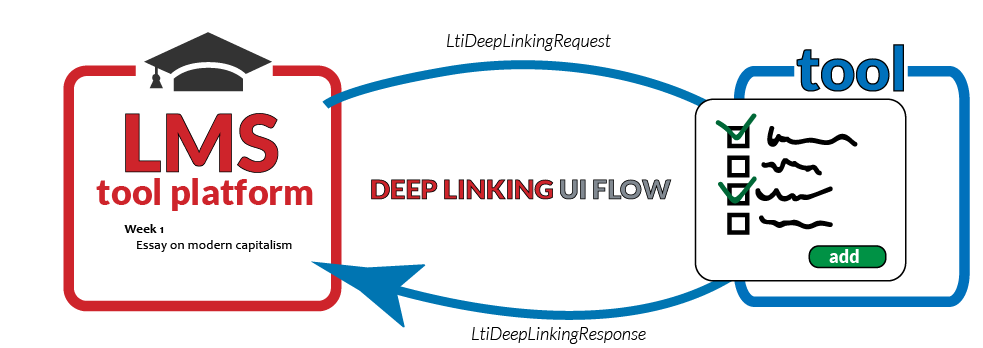 LtiDeepLinkingRequest
tool
LMS
tool platform
DEEP LINKING UI FLOW
Week 1
Essay on modern capitalism
add
LtiDeepLinkingResponse